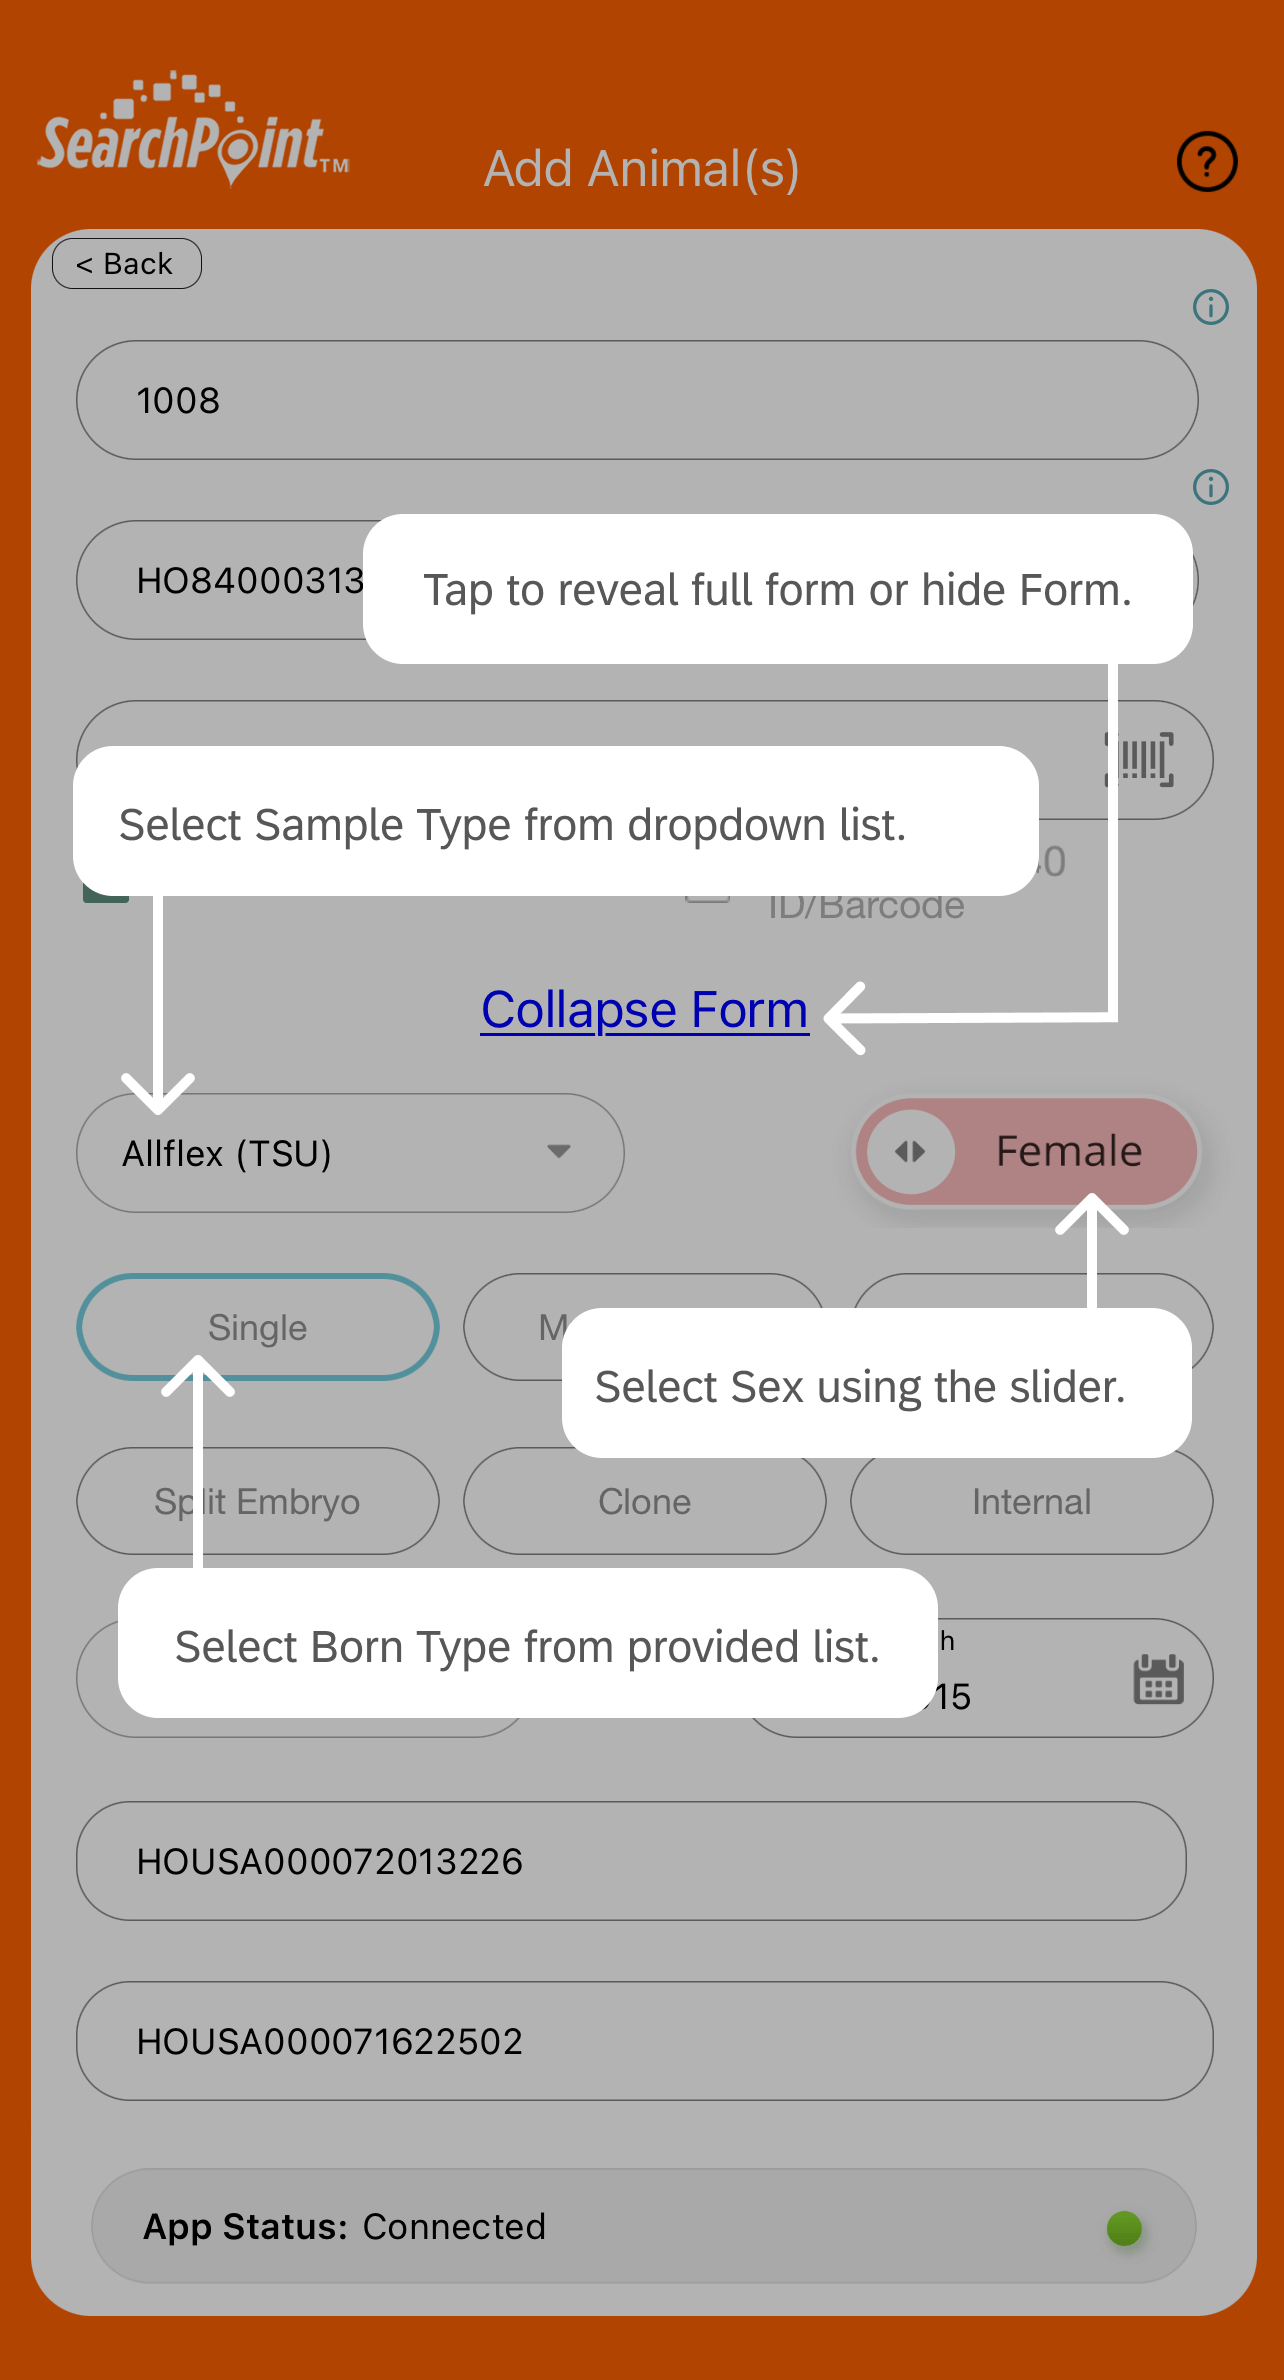 SearchPoint™
Add Animal(s)
?
< Back
1008
HO84000313
Tap to reveal full form or hide Form.
Select Sample Type from dropdown list.
ID/Barcode
Collapse Form
Allflex (TSU)
Female
Single
Select Sex using the slider.
Split Embryo
Clone
Internal
Select Born Type from provided list.
15
HOUSA000072013226
HOUSA000071622502
App Status: Connected